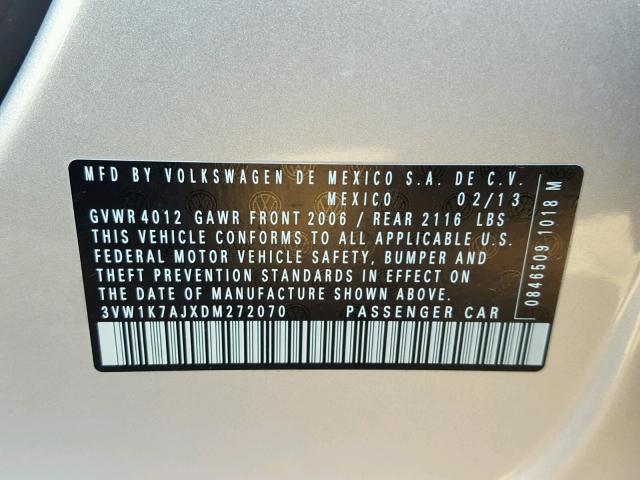 MFD BY VOLKSWAGEN DE MEXICO S.A. DE C.V.
MEXICO 02/13
GVWR 4012 GAWR FRONT 2006 / REAR 2116 LBS
THIS VEHICLE CONFORMS TO ALL APPLICABLE U.S.
FEDERAL MOTOR VEHICLE SAFETY, BUMPER AND
THEFT PREVENTION STANDARDS IN EFFECT ON
THE DATE OF MANUFACTURE SHOWN ABOVE.
3VW1K7AJXDM272070 PASSENGER CAR
0846509 1018 M